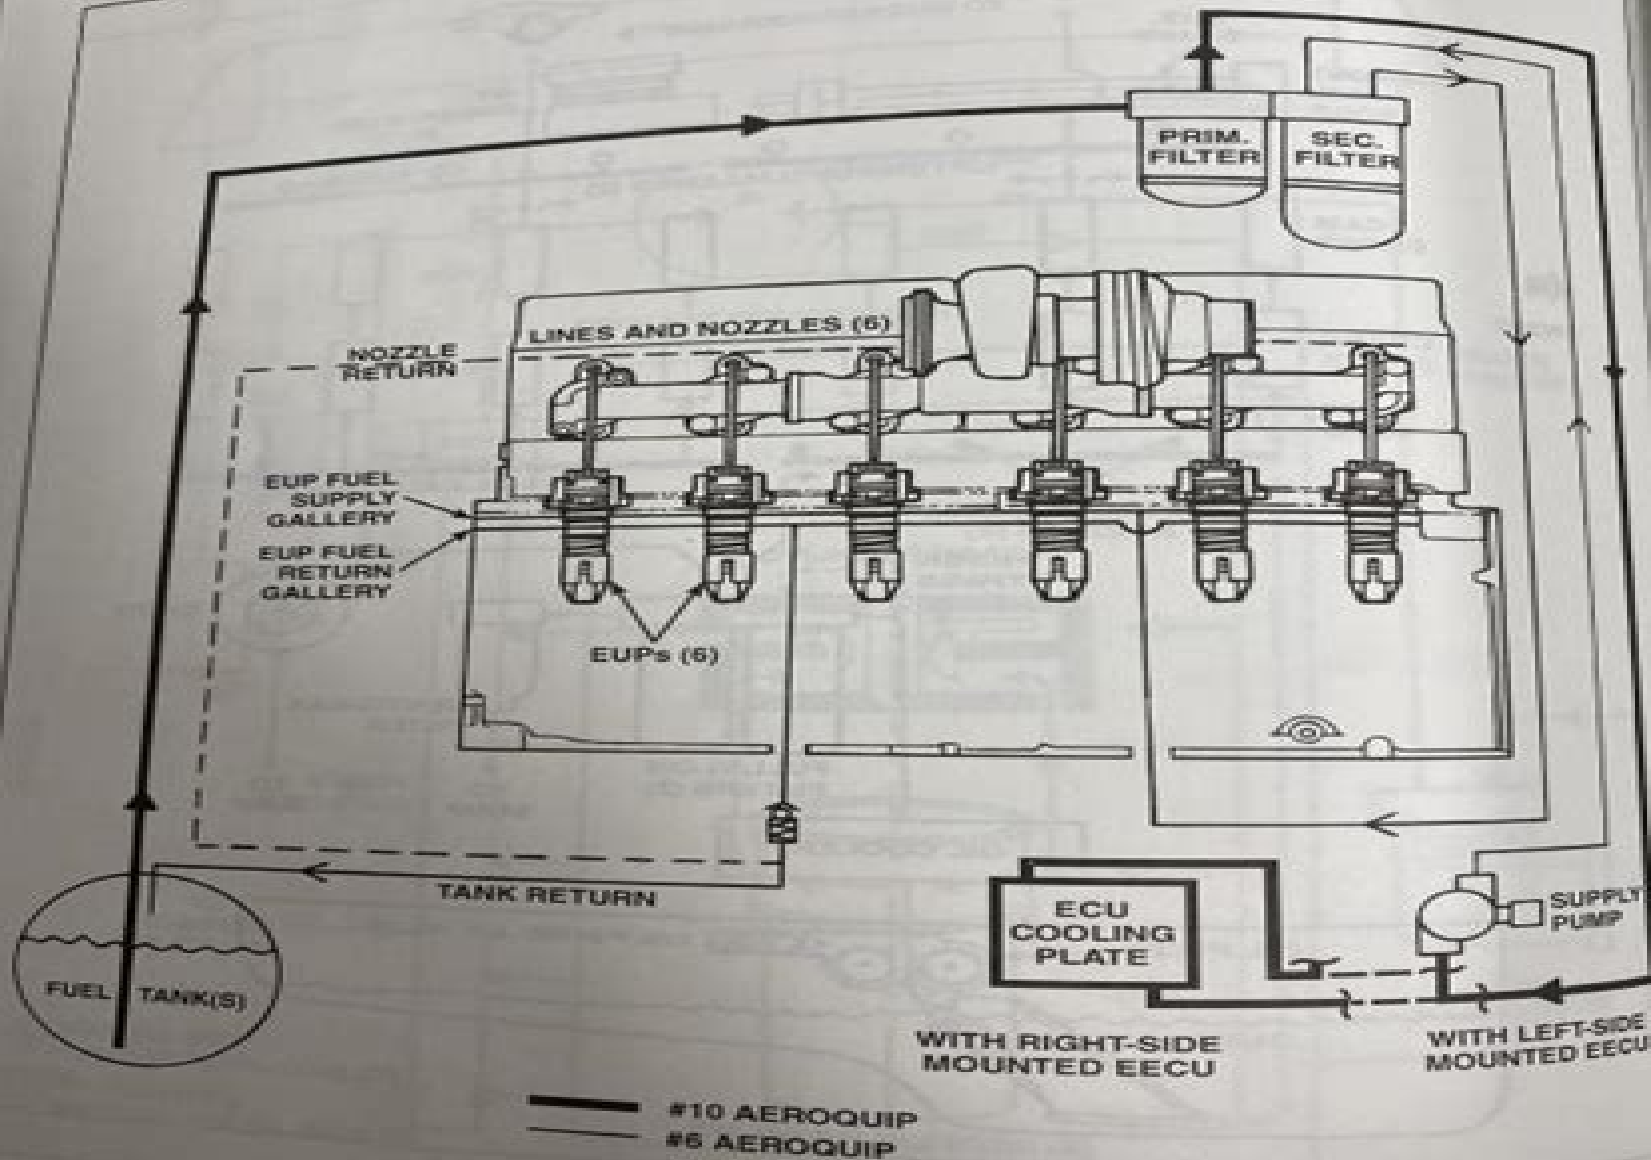 PRIM.
FILTER
SEC.
FILTER
LINES AND NOZZLES (6)
NOZZLE
RETURN
EUP FUEL
SUPPLY
GALLERY
EUP FUEL
RETURN
GALLERY
EUPs (6)
TANK RETURN
FUEL TANK(S)
ECU
COOLING
PLATE
SUPPLY
PUMP
WITH RIGHT-SIDE
MOUNTED EECU
WITH LEFT-SIDE
MOUNTED EECU
#10 AEROQUIP
#6 AEROQUIP